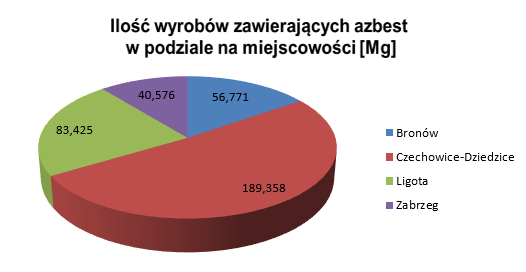 Ilość wyrobów zawierających azbest
w podziale na miejscowości [Mg]
40,576
56,771
83,425
189,358
Bronów
Czechowice-Dziedzice
Ligota
Zabrzeg